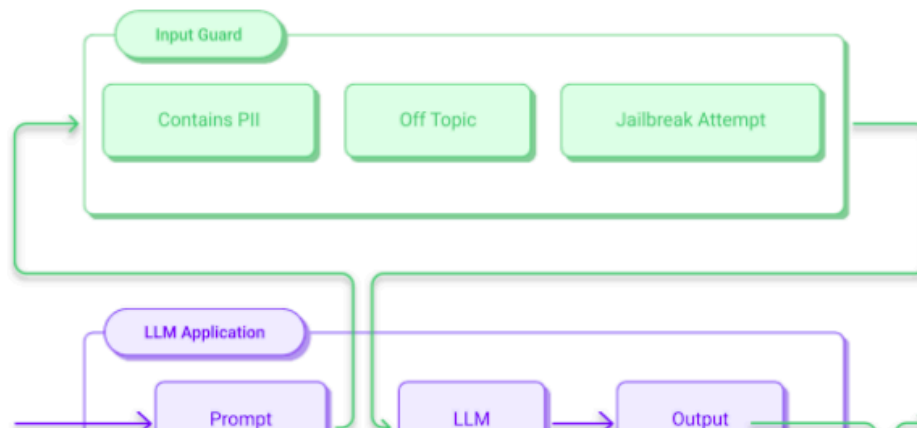 Input Guard
Contains PII
Off Topic
Jailbreak Attempt
LLM Application
Prompt
LLM
Output